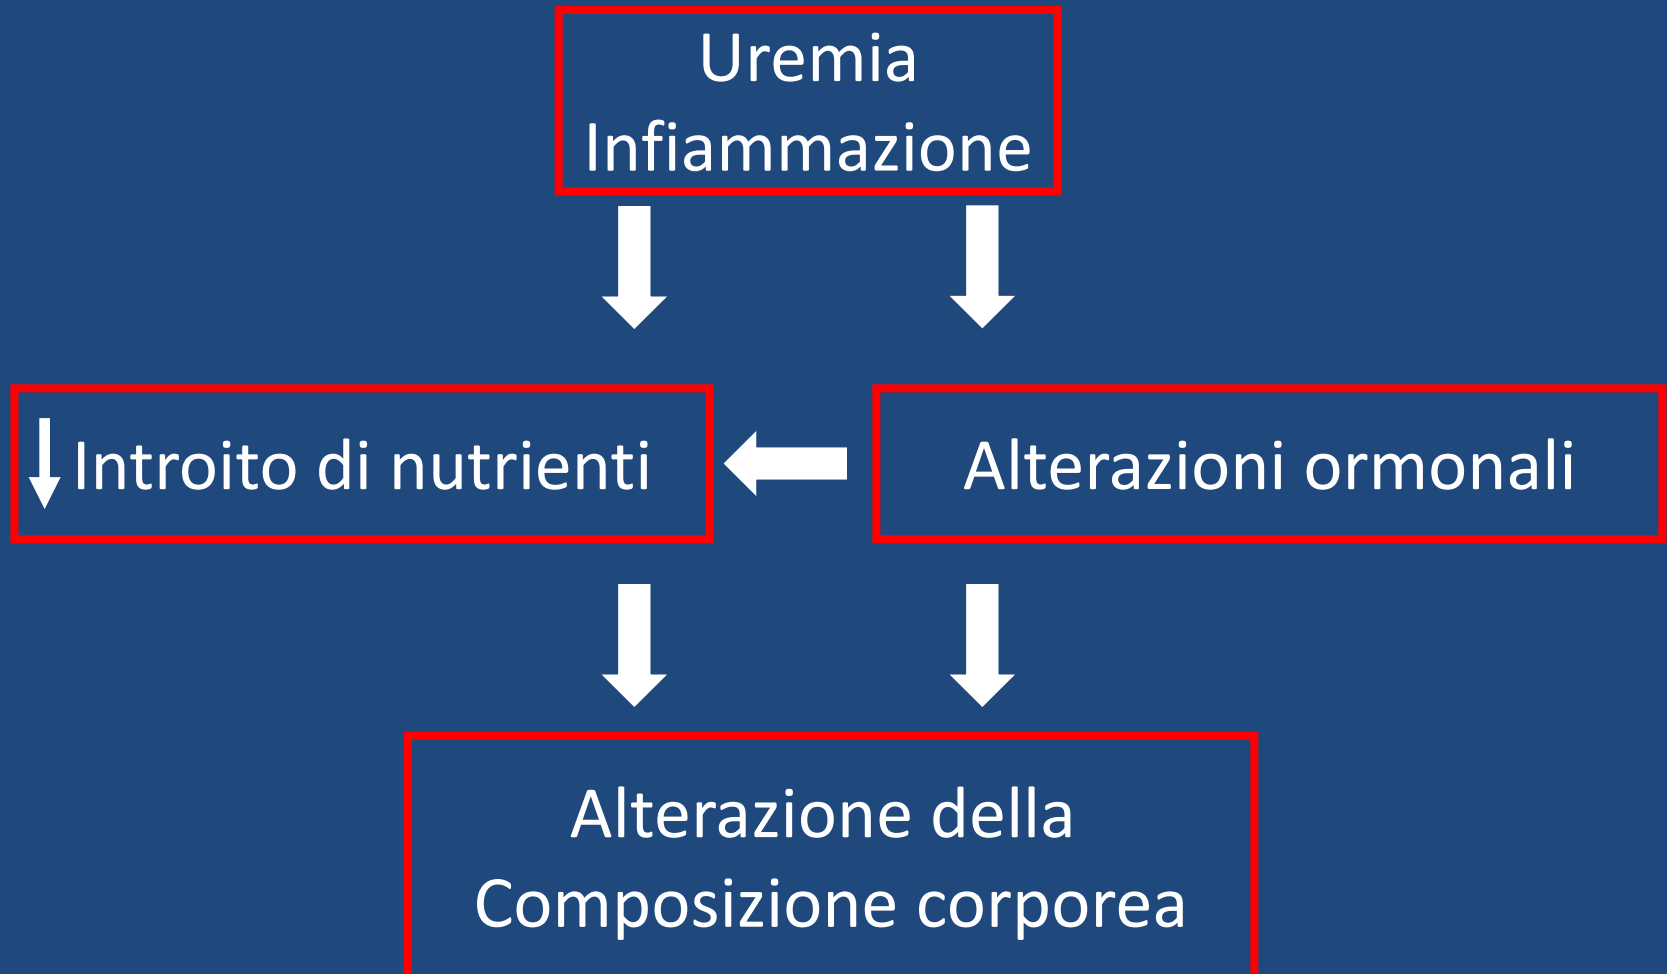 Uremia
Infiammazione
Introito di nutrienti
Alterazioni ormonali
Alterazione della
Composizione corporea